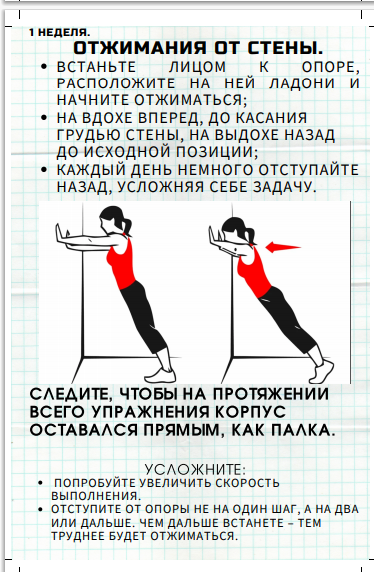 1 НЕДЕЛЯ.
ОТЖИМАНИЯ ОТ СТЕНЫ.
• ВСТАНЬТЕ ЛИЦОМ К ОПОРЕ,
РАСПОЛОЖИТЕ НА НЕЙ ЛАДОНИ И
НАЧНИТЕ ОТЖИМАТЬСЯ;
• НА ВДОХЕ ВПЕРЕД, ДО КАСАНИЯ
ГРУДЬЮ СТЕНЫ, НА ВЫДОХЕ НАЗАД
ДО ИСХОДНОЙ ПОЗИЦИИ;
• КАЖДЫЙ ДЕНЬ НЕМНОГО ОТСТУПАЙТЕ
НАЗАД, УСЛОЖНЯЯ СЕБЕ ЗАДАЧУ.
СЛЕДИТЕ, ЧТОБЫ НА ПРОТЯЖЕНИИ
ВСЕГО УПРАЖНЕНИЯ КОРПУС
ОСТАВАЛСЯ ПРЯМЫМ, КАК ПАЛКА.
УСЛОЖНИТЕ:
• ПОПРОБУЙТЕ УВЕЛИЧИТЬ СКОРОСТЬ
ВЫПОЛНЕНИЯ.
• ОТСТУПИТЕ ОТ ОПОРЫ НЕ НА ОДИН ШАГ, А НА ДВА
ИЛИ ДАЛЬШЕ. ЧЕМ ДАЛЬШЕ ВСТАНЕТЕ – ТЕМ
ТРУДНЕЕ БУДЕТ ОТЖИМАТЬСЯ.